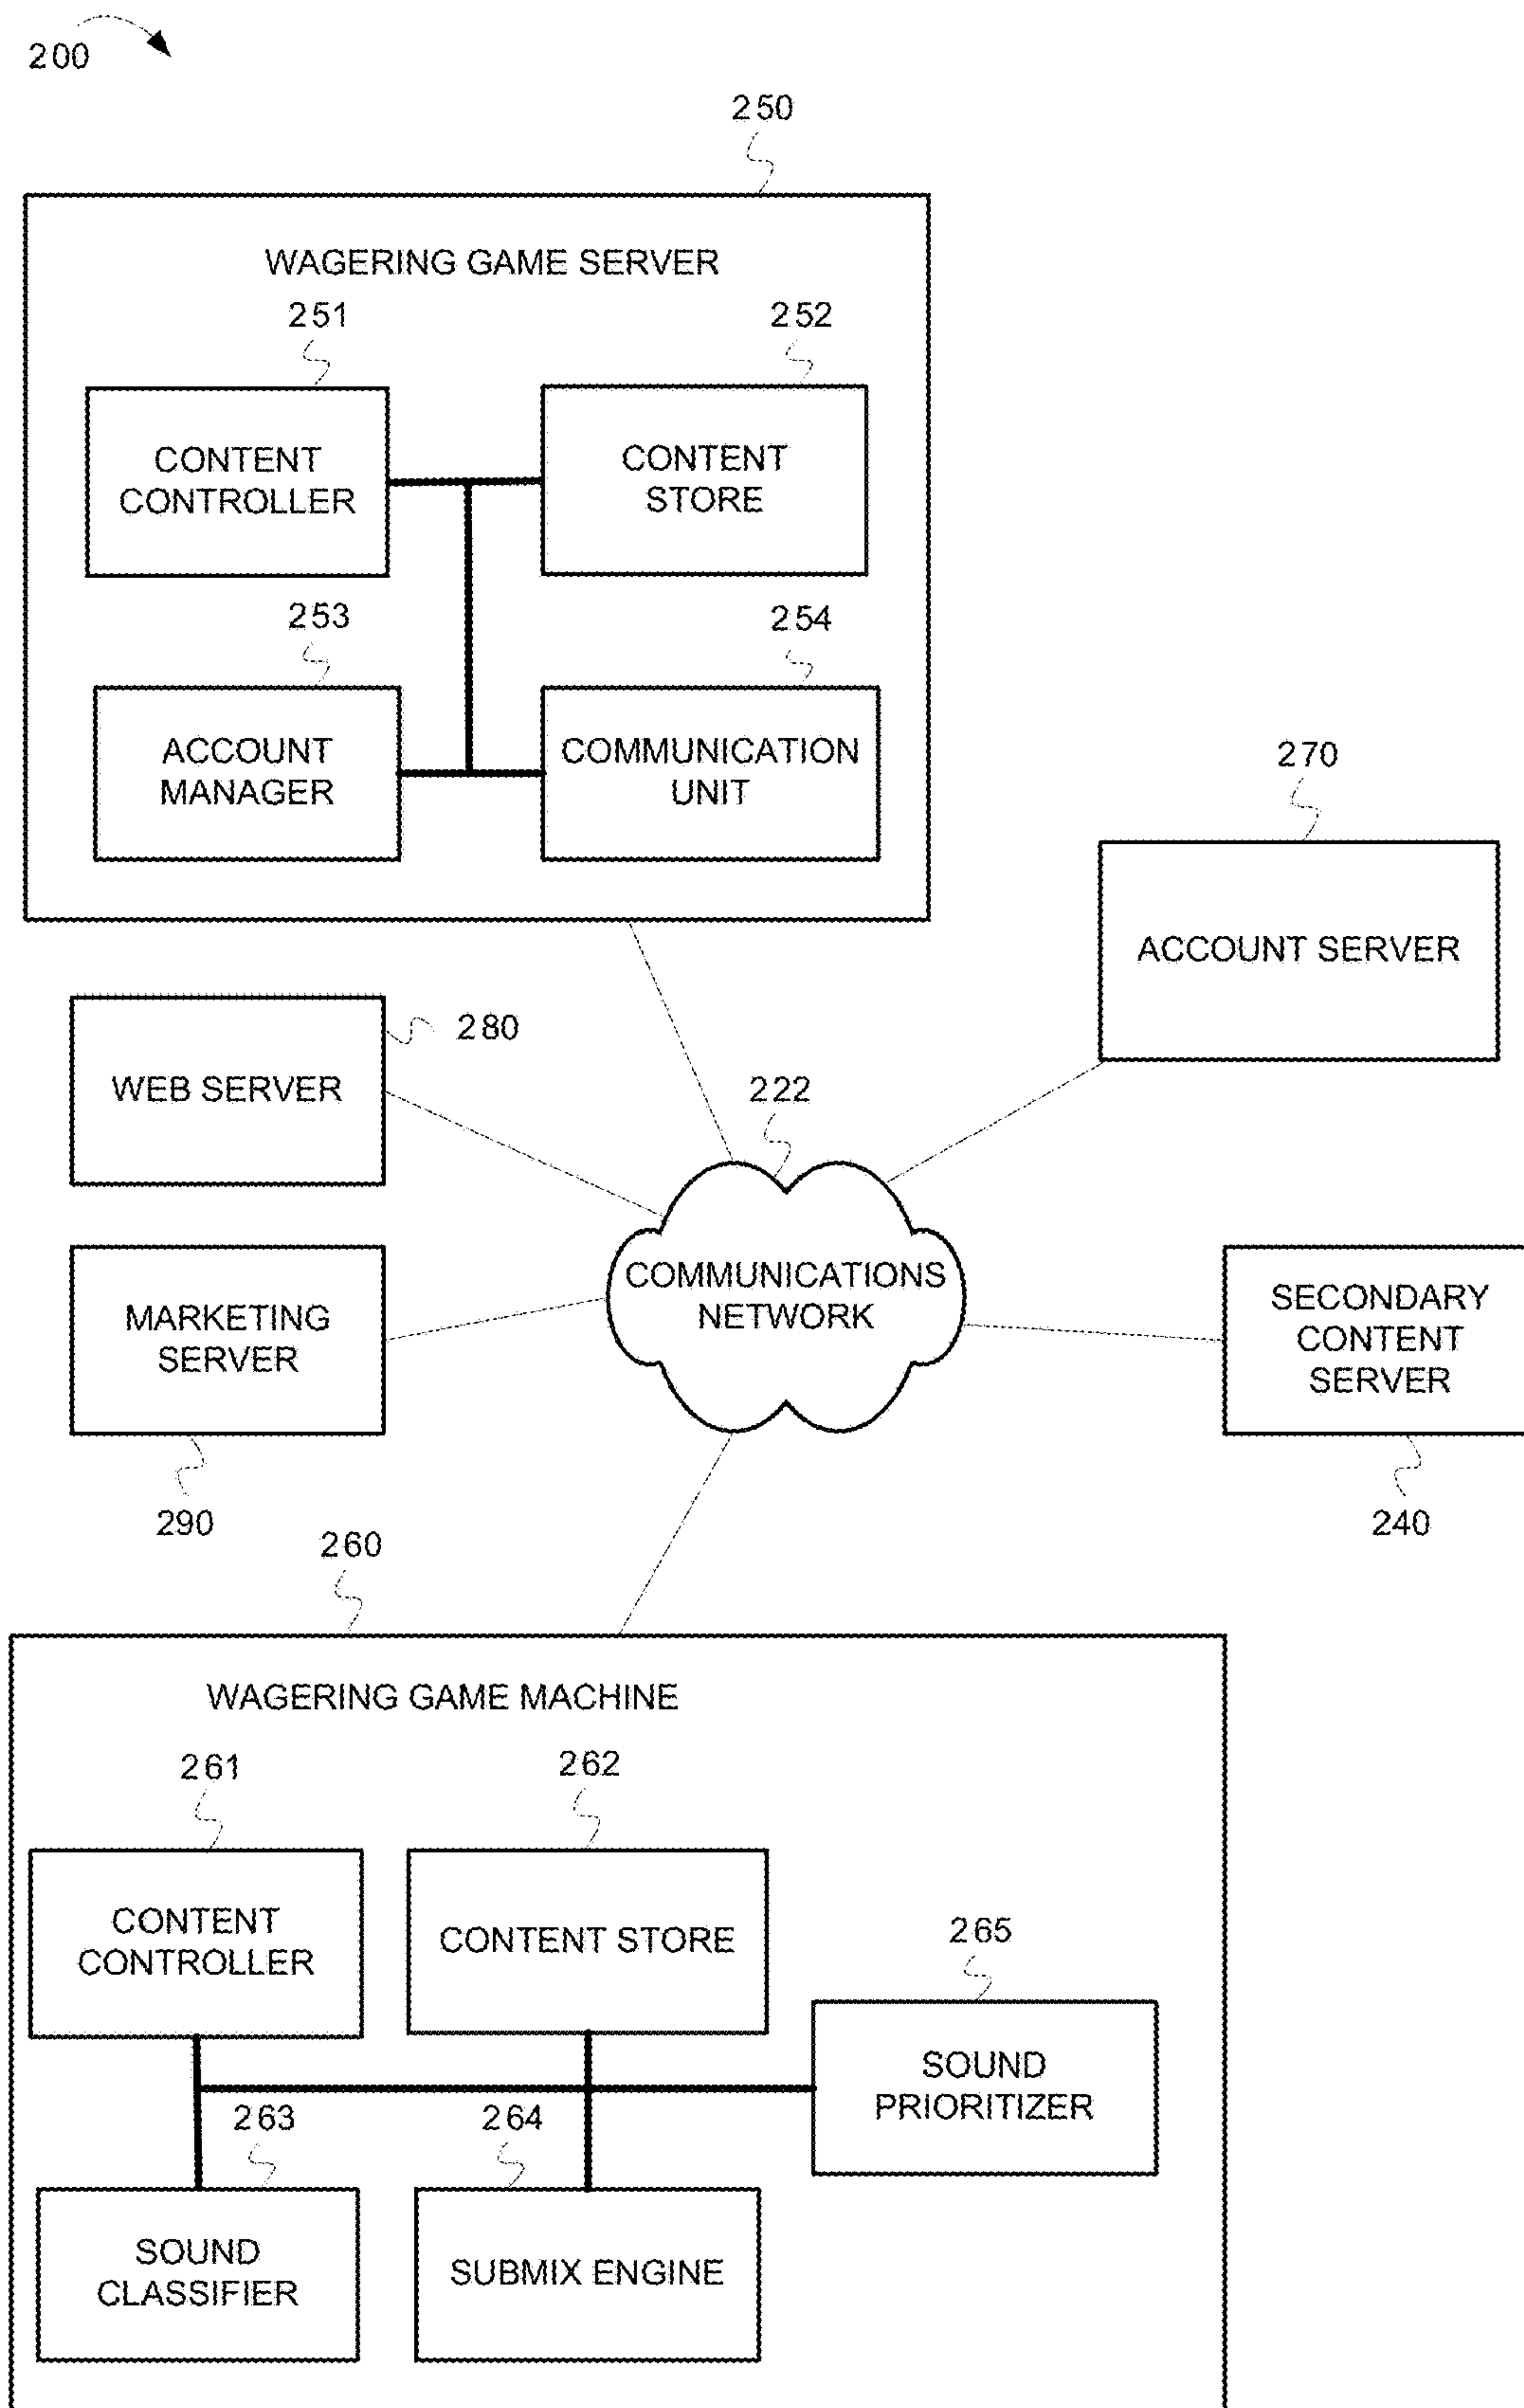 200
250
WAGERING GAME SERVER
251
252
CONTENT
CONTROLLER
CONTENT
STORE
253
254
ACCOUNT
MANAGER
COMMUNICATION
UNIT
270
ACCOUNT SERVER
280
WEB SERVER
222
COMMUNICATIONS
NETWORK
MARKETING
SERVER
SECONDARY
CONTENT
SERVER
290
240
260
WAGERING GAME MACHINE
261
262
CONTENT
CONTROLLER
CONTENT STORE
265
SOUND
PRIORITIZER
263
264
SOUND
CLASSIFIER
SUBMIX ENGINE